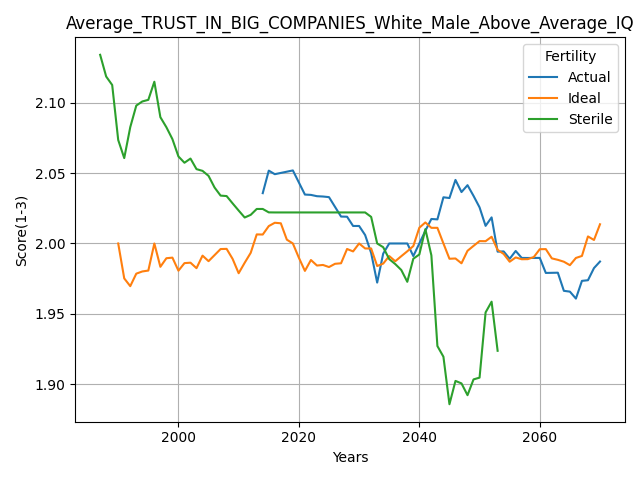 Average_TRUST_IN_BIG_COMPANIES_White_Male_Above_Average_IQ
Fertility
Actual
Ideal
Sterile
Score(1-3)
2.10
2.05
2.00
1.95
1.90
2000
2020
2040
2060
Years